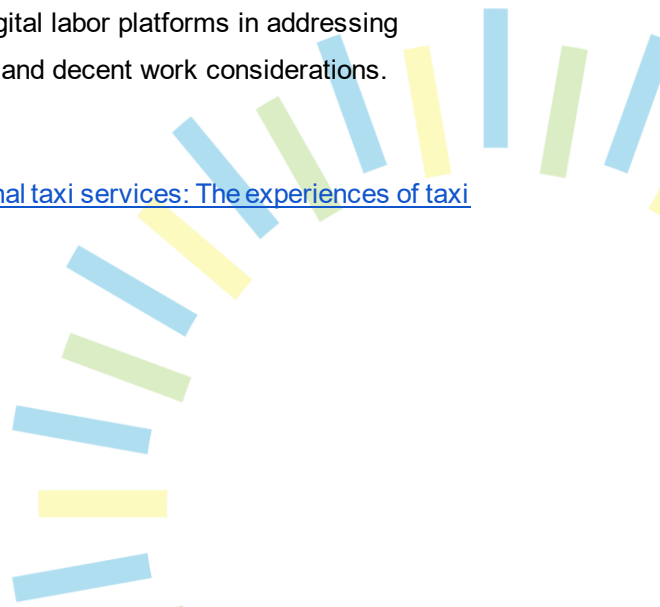 gital labor platforms in addressing
and decent work considerations.
nal taxi services: The experiences of taxi